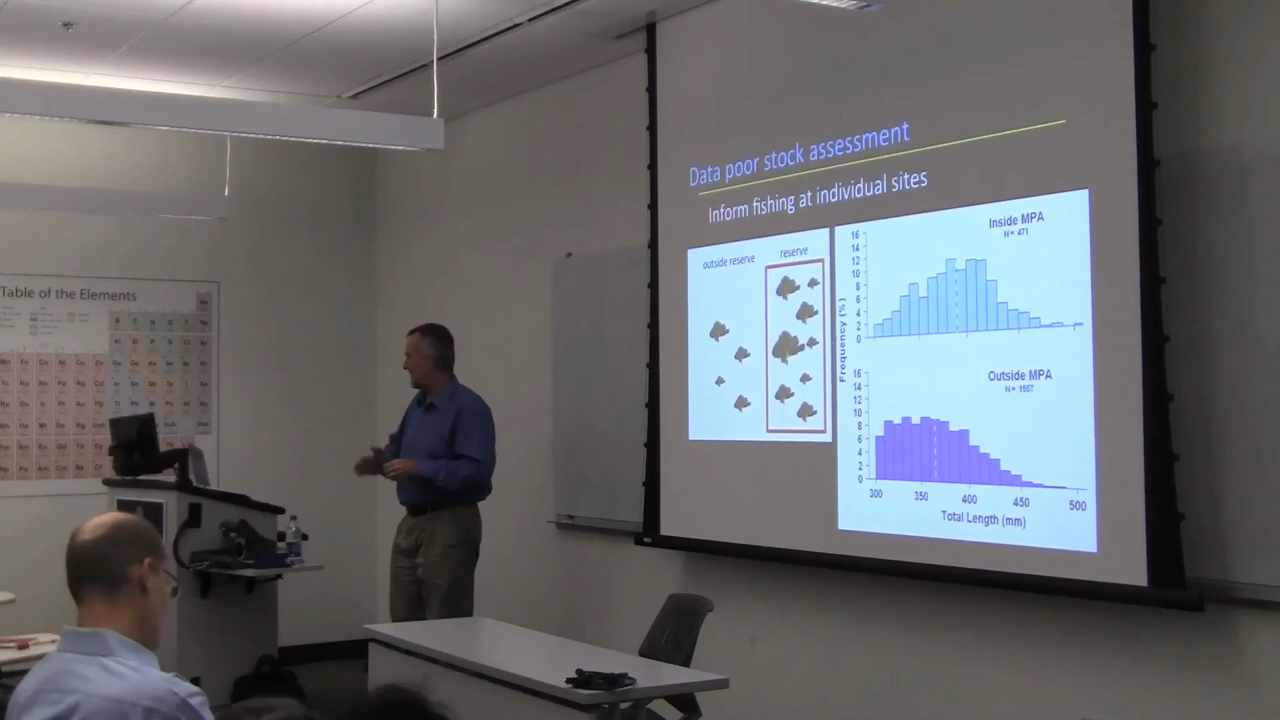 Data poor stock assessment
Inform fishing at individual sites
outside reserve
reserve
Inside MPA
N= 471
16
14
12
10
8
6
4
2
0
Frequency (%)
Outside MPA
N= 1557
16
14
12
10
8
6
4
2
0
300 350 400 450 500
Total Length (mm)
Table of the Elements